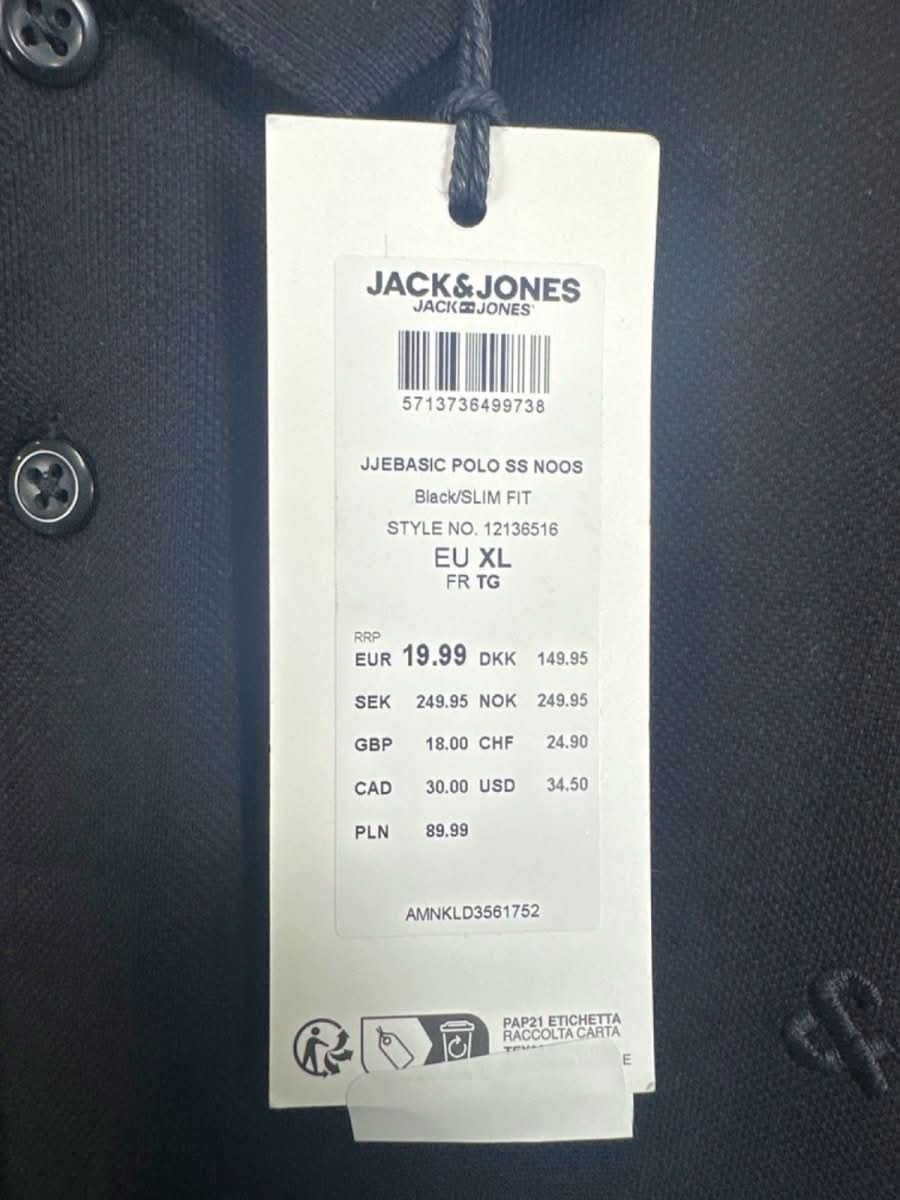 JACK&JONES
JACK JONES
5713736499738
JJEBASIC POLO SS NOOS
Black/SLIM FIT
STYLE NO. 12136516
EU XL
FR TG
RRP
EUR 19.99 DKK 149.95
SEK 249.95 NOK 249.95
GBP 18.00 CHF 24.90
CAD 30.00 USD 34.50
PLN 89.99
AMNKLD3561752
PAP21 ETICHETTA
RACCOLTA CARTA